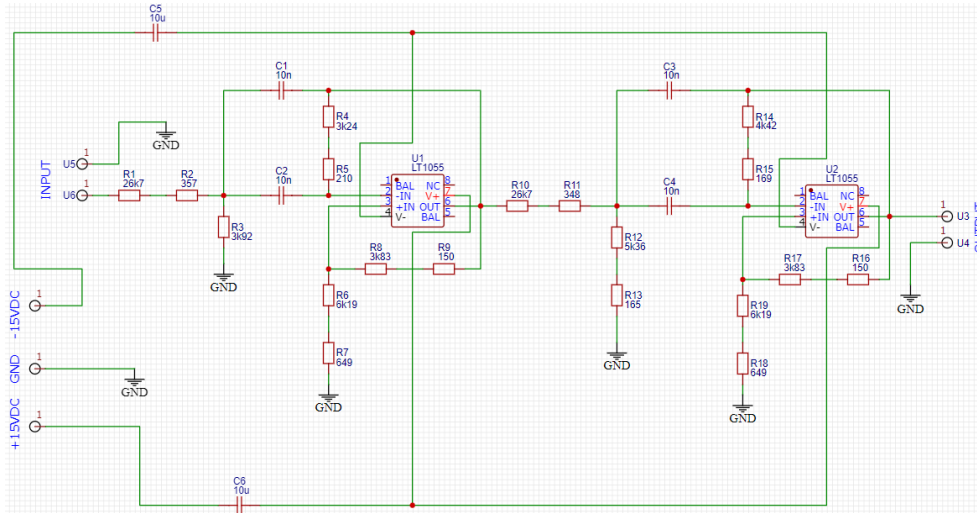 C5
10u
C1
10n
C3
10n
R4
3k24
R14
4k42
GND
U5
1
INPUT
U6
1
R1
26k7
R2
357
C2
10n
R5
210
U1
LT1055
1 BAL NC 8
2 -IN V+ 7
3 +IN OUT 6
4 V- BAL 5
R10
26k7
R11
348
C4
10n
R15
169
U2
LT1055
1 BAL NC 8
2 -IN V+ 7
3 +IN OUT 6
4 V- BAL 5
1
U3
1
U4
R3
3k92
GND
R8
3k83
R9
150
R12
5k36
R17
3k83
R16
150
GND
R6
6k19
R13
165
R19
6k19
-15VDC
1
R7
649
GND
R18
649
GND
1
GND
GND
GND
+15VDC
1
C6
10u